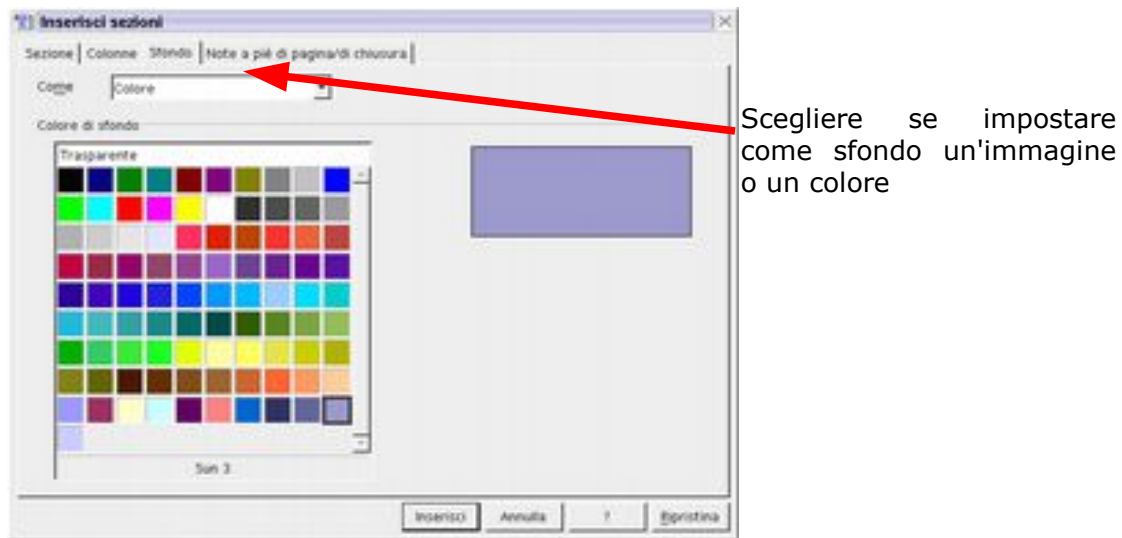 Inserisci sezioni
Sezione Colonne Sfondo Note a piè di pagina/di chiusura
Come Colore
Colore di sfondo
Trasparente
Sun 3
Inserisci Annulla ? Ripristina
Scegliere se impostare
come sfondo un'immagine
o un colore